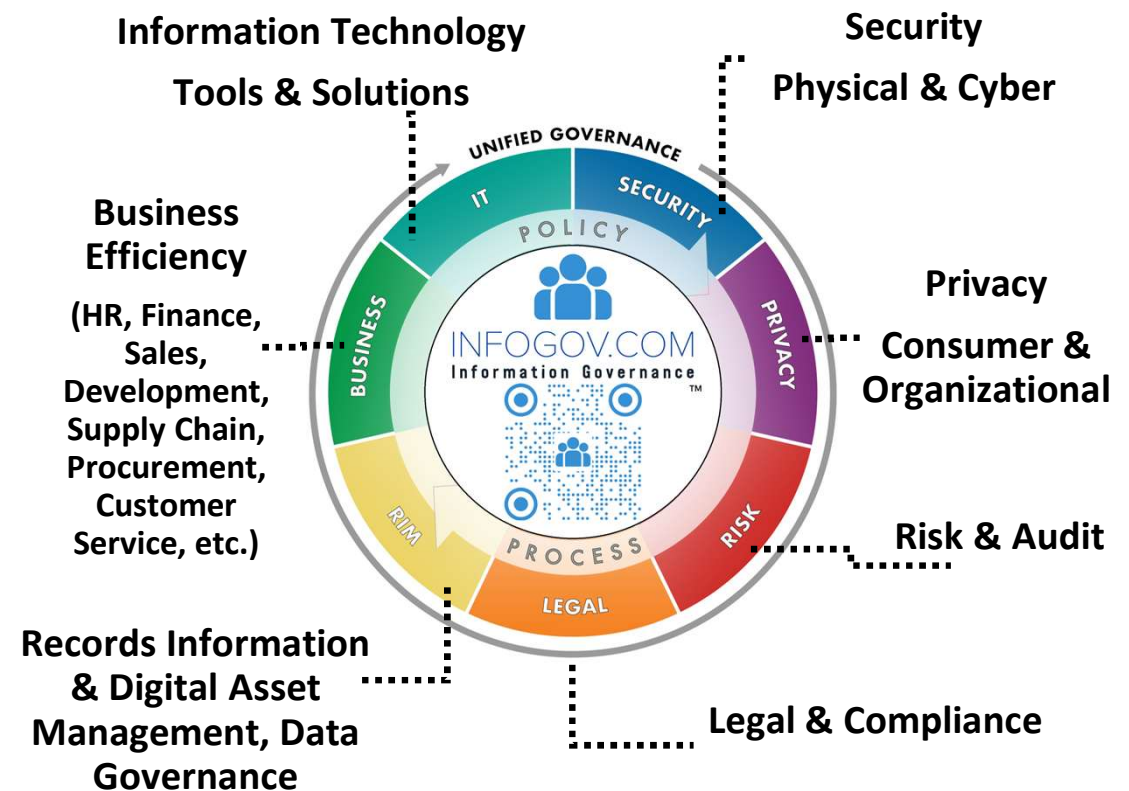 Information Technology
Tools & Solutions
Security
Physical & Cyber
UNIFIED GOVERNANCE
IT
SECURITY
POLICY
Business
Efficiency
(HR, Finance,
Sales,
Development,
Supply Chain,
Procurement,
Customer
Service, etc.)
BUSINESS
INFOGOV.COM
Information Governance
™
PRIVACY
Privacy
Consumer &
Organizational
RIM
PROCESS
RISK
Risk & Audit
LEGAL
Records Information
& Digital Asset
Management, Data
Governance
Legal & Compliance